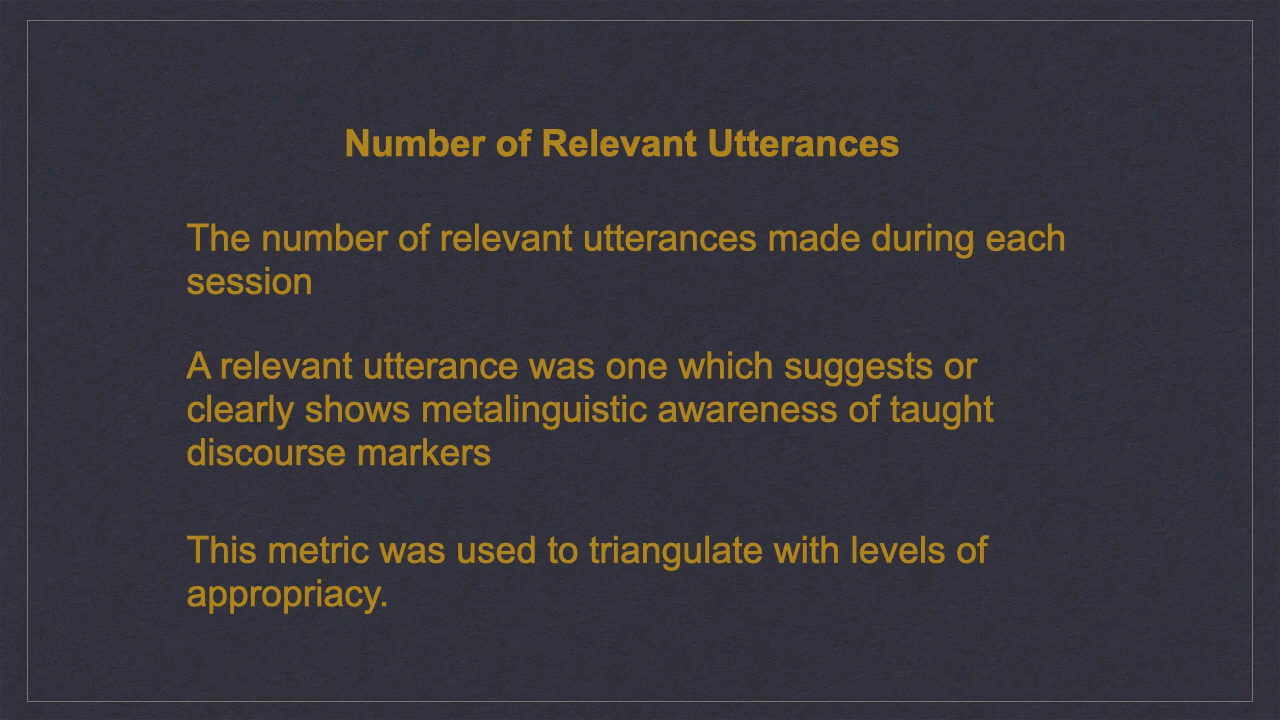 Number of Relevant Utterances
The number of relevant utterances made during each
session
A relevant utterance was one which suggests or
clearly shows metalinguistic awareness of taught
discourse markers
This metric was used to triangulate with levels of
appropriacy.